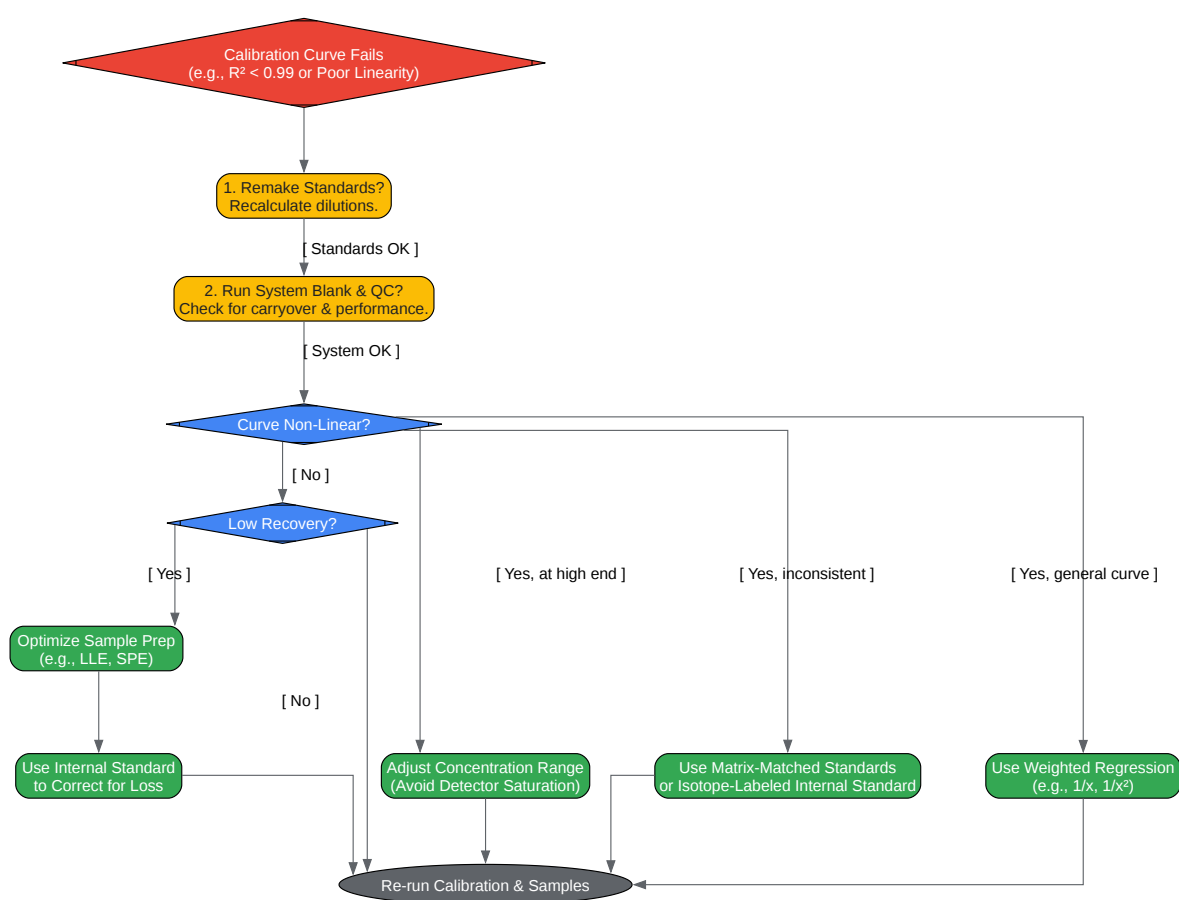 Calibration Curve Fails
(e.g., R² < 0.99 or Poor Linearity)
1. Remake Standards?
Recalculate dilutions.
[ Standards OK ]
2. Run System Blank & QC?
Check for carryover & performance.
[ System OK ]
Curve Non-Linear?
[ No ]
Low Recovery?
[ Yes ]
[ Yes, at high end ]
[ Yes, inconsistent ]
[ Yes, general curve ]
Optimize Sample Prep
(e.g., LLE, SPE)
[ No ]
Use Internal Standard
to Correct for Loss
Adjust Concentration Range
(Avoid Detector Saturation)
Use Matrix-Matched Standards
or Isotope-Labeled Internal Standard
Use Weighted Regression
(e.g., 1/x, 1/x²)
Re-run Calibration & Samples